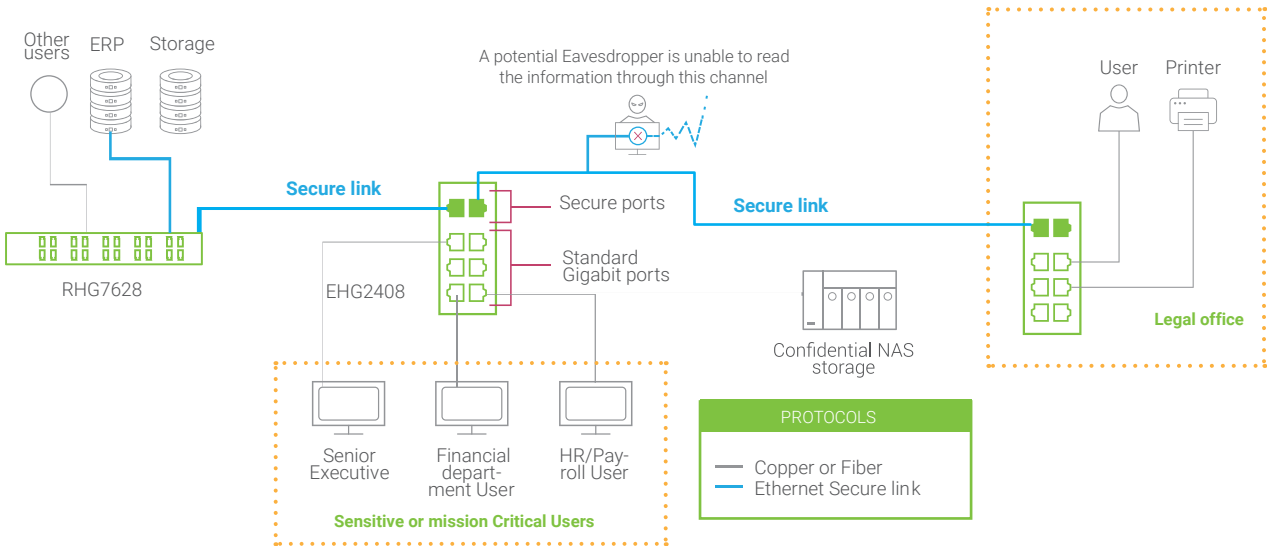 Other
users
ERP
Storage
A potential Eavesdropper is unable to read
the information through this channel
User
Printer
Secure link
Secure ports
Secure link
Standard
Gigabit ports
RHG7628
EHG2408
Confidential NAS
storage
Legal office
Senior
Executive
Financial
depart-
ment User
HR/Pay-
roll User
Sensitive or mission Critical Users
PROTOCOLS
Copper or Fiber
Ethernet Secure link